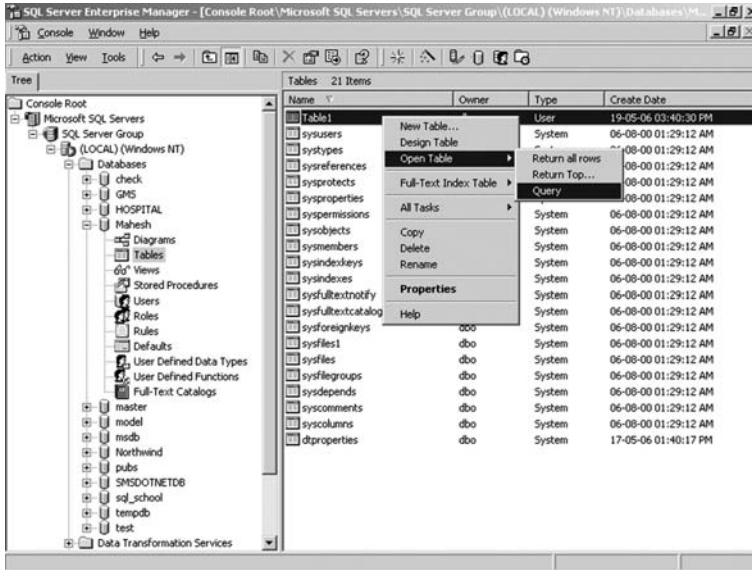 SQL Server Enterprise Manager - [Console Root\Microsoft SQL Servers\SQL Server Group\(LOCAL) (Windows NT)\Databases\M...
Console Window Help
Action View Tools
Tree
Console Root
Microsoft SQL Servers
SQL Server Group
(LOCAL) (Windows NT)
Databases
check
GMS
HOSPITAL
Mahesh
Diagrams
Tables
Views
Stored Procedures
Users
Roles
Rules
Defaults
User Defined Data Types
User Defined Functions
Full-Text Catalogs
master
model
msdb
Northwind
pubs
SMSDOTNETDB
sql_school
tempdb
test
Data Transformation Services
Tables 21 Items
Name Owner Type Create Date
Table1 User 19-05-06 03:40:30 PM
sysusers System 06-08-00 01:29:12 AM
systypes System 06-08-00 01:29:12 AM
sysreferences 06-08-00 01:29:12 AM
sysprotects 06-08-00 01:29:12 AM
sysproperties 06-08-00 01:29:12 AM
syspermissions System 06-08-00 01:29:12 AM
sysobjects System 06-08-00 01:29:12 AM
sysmembers System 06-08-00 01:29:12 AM
sysindexkeys System 06-08-00 01:29:12 AM
sysindexes System 06-08-00 01:29:12 AM
sysfulltextnotify System 06-08-00 01:29:12 AM
sysfulltextcatalog System 06-08-00 01:29:12 AM
sysforeignkeys dbo System 06-08-00 01:29:12 AM
sysfiles1 dbo System 06-08-00 01:29:12 AM
sysfiles dbo System 06-08-00 01:29:12 AM
sysfilegroups dbo System 06-08-00 01:29:12 AM
sysdepends dbo System 06-08-00 01:29:12 AM
syscomments dbo System 06-08-00 01:29:12 AM
syscolumns dbo System 06-08-00 01:29:12 AM
dtproperties dbo System 17-05-06 01:40:17 PM
New Table...
Design Table
Open Table
Full-Text Index Table
All Tasks
Copy
Delete
Rename
Properties
Help
Return all rows
Return Top...
Query